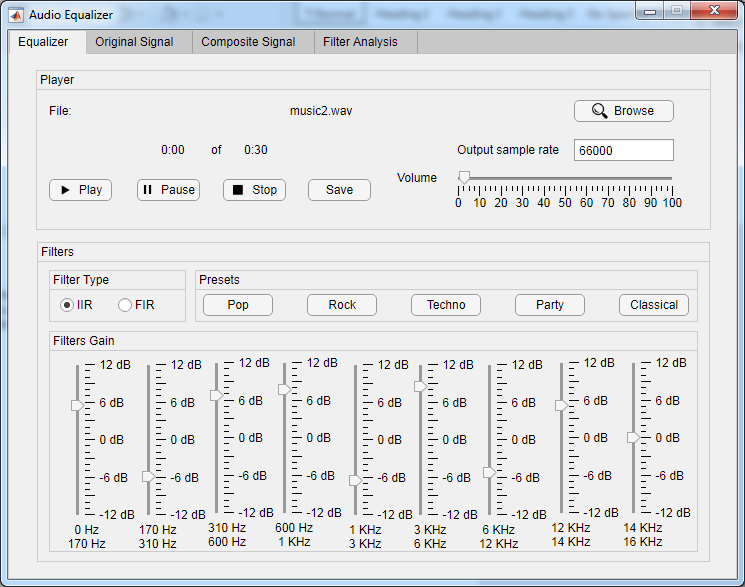 Audio Equalizer
Equalizer Original Signal Composite Signal Filter Analysis
Player
File: music2.wav Browse
0:00 of 0:30 Output sample rate 66000
Play Pause Stop Save Volume
0 10 20 30 40 50 60 70 80 90 100
Filters
Filter Type Presets
IIR FIR Pop Rock Techno Party Classical
Filters Gain
12 dB 12 dB 12 dB 12 dB 12 dB 12 dB 12 dB 12 dB 12 dB
6 dB 6 dB 6 dB 6 dB 6 dB 6 dB 6 dB 6 dB 6 dB
0 dB 0 dB 0 dB 0 dB 0 dB 0 dB 0 dB 0 dB 0 dB
-6 dB -6 dB -6 dB -6 dB -6 dB -6 dB -6 dB -6 dB -6 dB
-12 dB -12 dB -12 dB -12 dB -12 dB -12 dB -12 dB -12 dB -12 dB
0 Hz 170 Hz 310 Hz 600 Hz 1 KHz 3 KHz 6 KHz 12 KHz 14 KHz
170 Hz 310 Hz 600 Hz 1 KHz 3 KHz 6 KHz 12 KHz 14 KHz 16 KHz